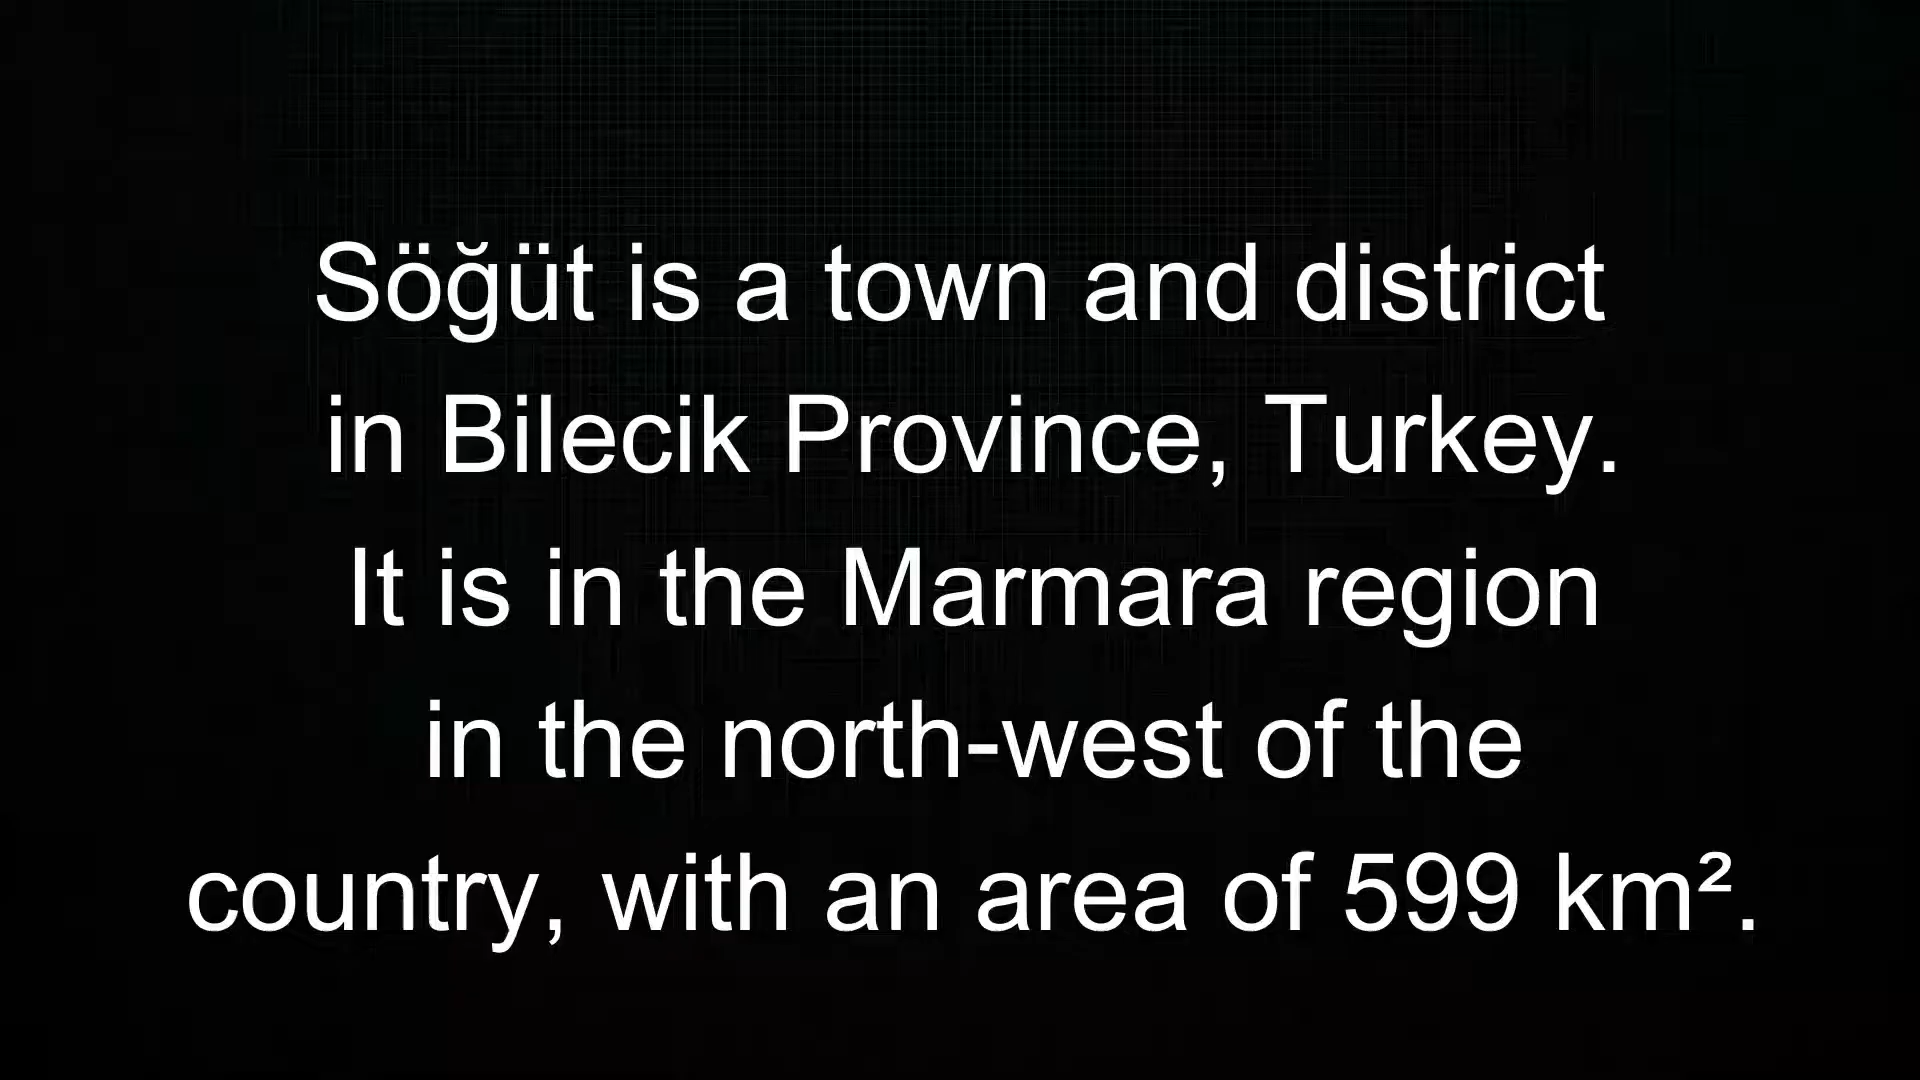 Söğüt is a town and district
in Bilecik Province, Turkey.
It is in the Marmara region
in the north-west of the
country, with an area of 599 km².